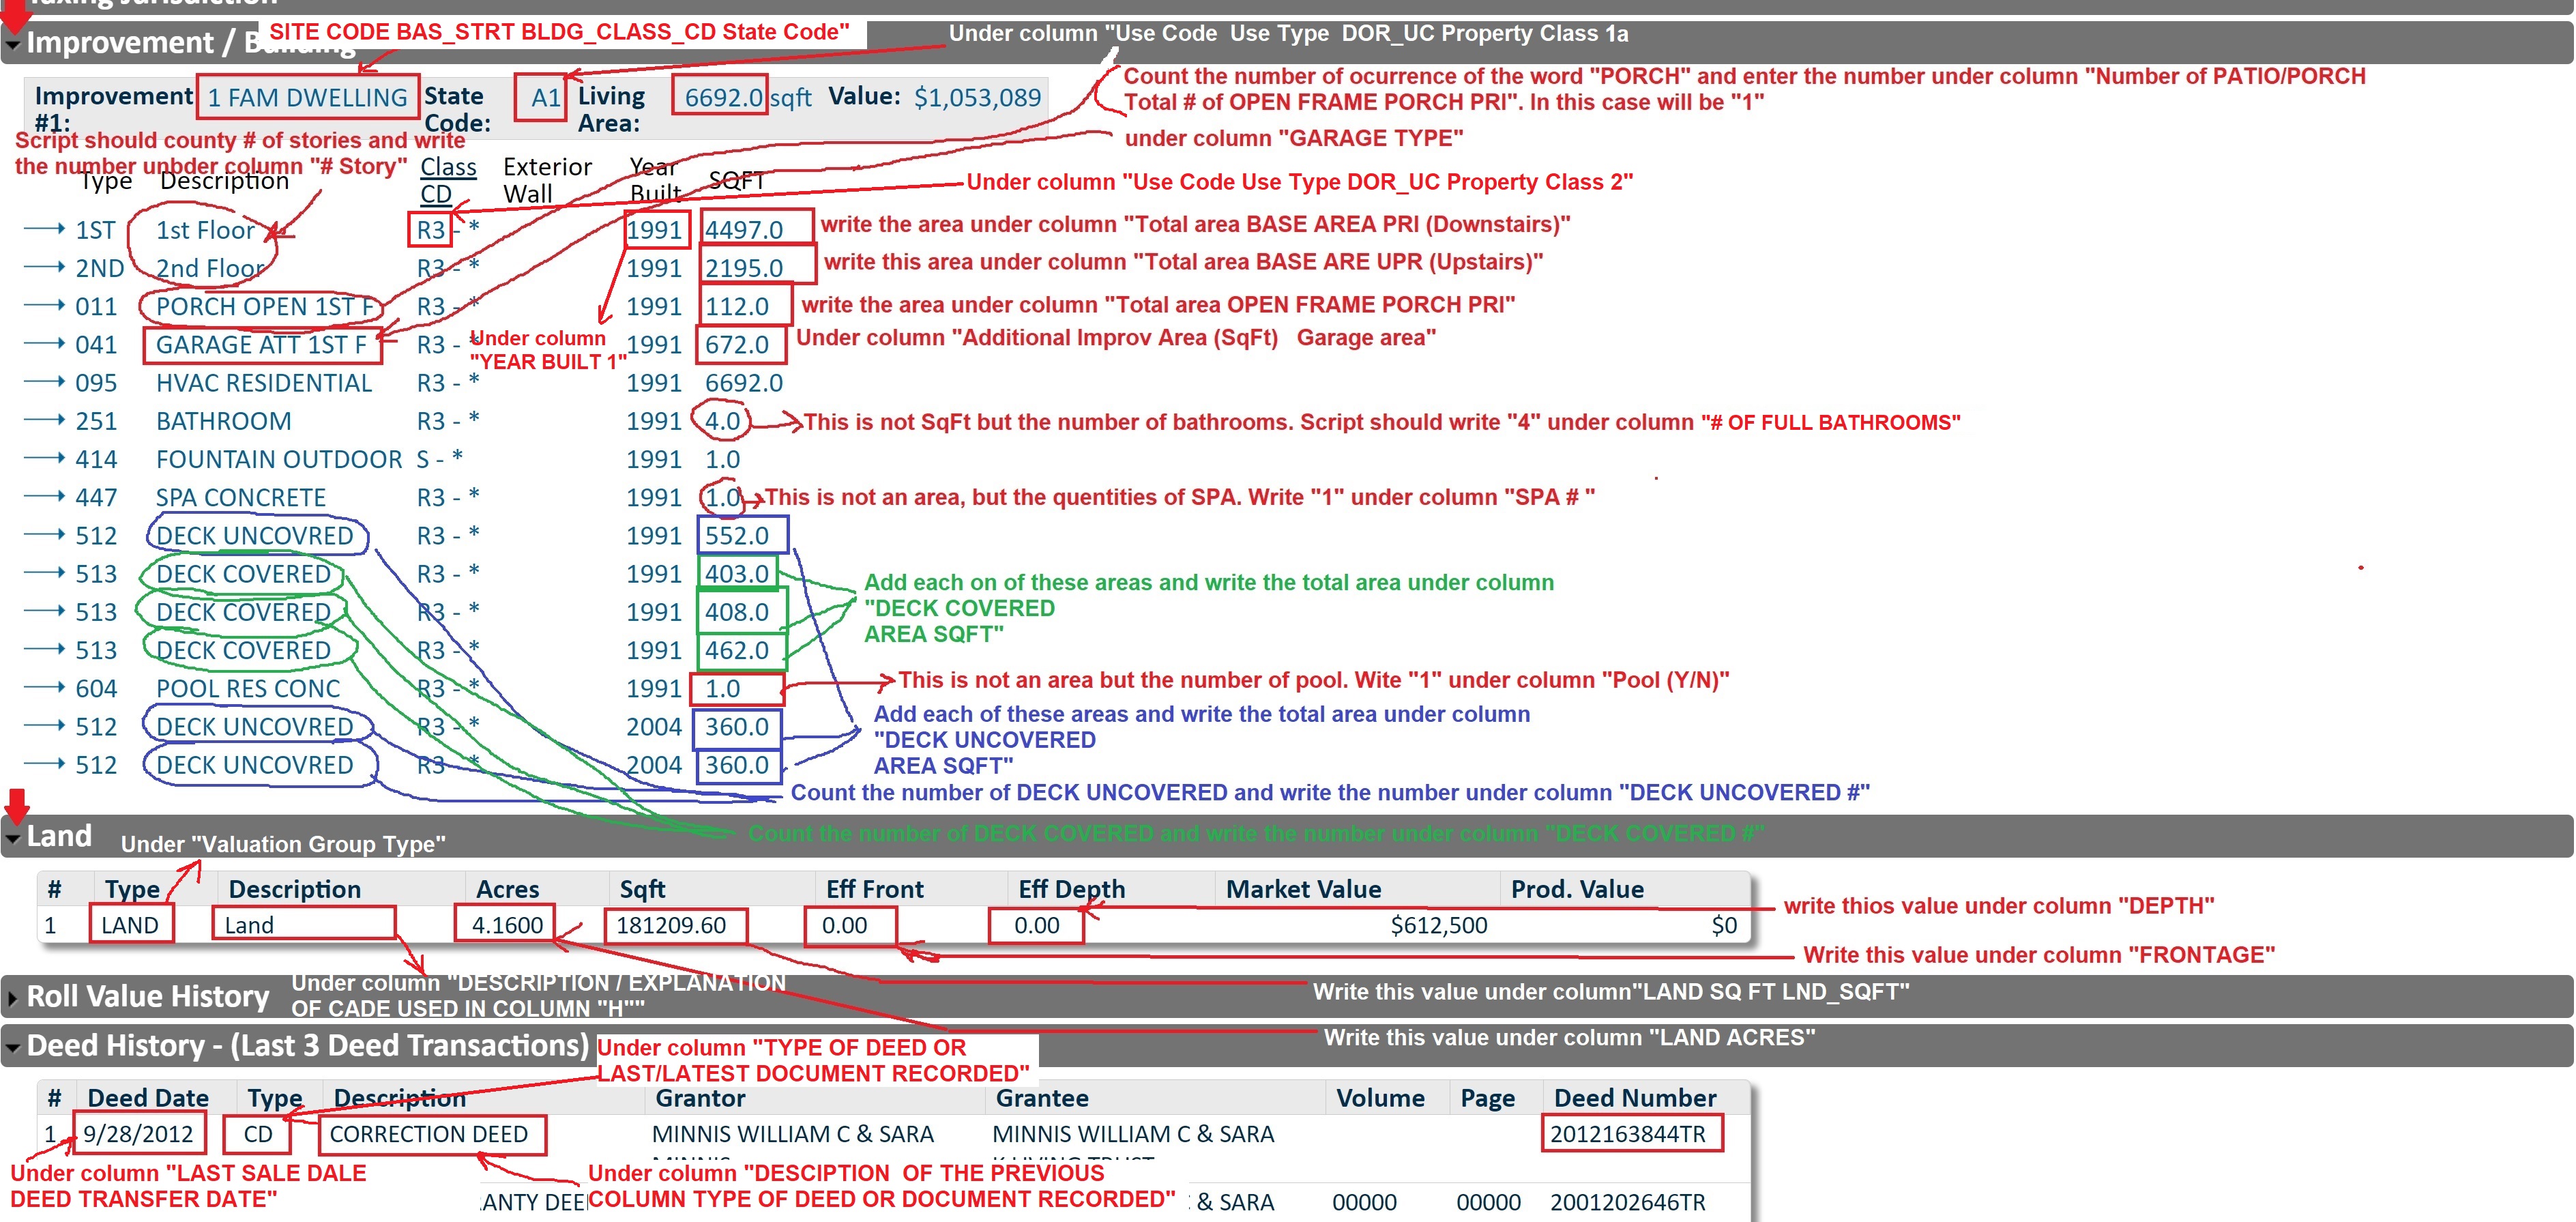 Taxing Jurisdiction
Improvement / Building
SITE CODE BAS_STRT BLDG_CLASS_CD State Code"
Under column "Use Code  Use Type  DOR_UC Property Class 1a
Count the number of ocurrence of the word "PORCH" and enter the number under column "Number of PATIO/PORCH
Total # of OPEN FRAME PORCH PRI". In this case will be "1"
Improvement #1: 1 FAM DWELLING State Code: A1 Living Area: 6692.0 sqft Value: $1,053,089
under column "GARAGE TYPE"
Script should county # of stories and write
the number unbder column "# Story"
Type Description Class CD Exterior Wall Year Built SQFT
Under column "Use Code Use Type DOR_UC Property Class 2"
1ST 1st Floor R3 - * 1991 4497.0 write the area under column "Total area BASE AREA PRI (Downstairs)"
2ND 2nd Floor R3 - * 1991 2195.0 write this area under column "Total area BASE ARE UPR (Upstairs)"
011 PORCH OPEN 1ST F R3 - * 1991 112.0 write the area under column "Total area OPEN FRAME PORCH PRI"
041 GARAGE ATT 1ST F R3 - * 1991 672.0 Under column "Additional Improv Area (SqFt)   Garage area"
Under column
"YEAR BUILT 1"
095 HVAC RESIDENTIAL R3 - * 1991 6692.0
251 BATHROOM R3 - * 1991 4.0 This is not SqFt but the number of bathrooms. Script should write "4" under column "# OF FULL BATHROOMS"
414 FOUNTAIN OUTDOOR S - * 1991 1.0
447 SPA CONCRETE R3 - * 1991 1.0 This is not an area, but the quentities of SPA. Write "1" under column "SPA # "
512 DECK UNCOVRED R3 - * 1991 552.0
513 DECK COVERED R3 - * 1991 403.0
513 DECK COVERED R3 - * 1991 408.0
513 DECK COVERED R3 - * 1991 462.0
Add each on of these areas and write the total area under column
"DECK COVERED
AREA SQFT"
604 POOL RES CONC R3 - * 1991 1.0 This is not an area but the number of pool. Wite "1" under column "Pool (Y/N)"
512 DECK UNCOVRED R3 - * 2004 360.0
512 DECK UNCOVRED R3 - * 2004 360.0
Add each of these areas and write the total area under column
"DECK UNCOVERED
AREA SQFT"
Count the number of DECK UNCOVERED and write the number under column "DECK UNCOVERED #"
Count the number of DECK COVERED and write the number under column "DECK COVERED #"
Land
Under "Valuation Group Type"
# Type Description Acres Sqft Eff Front Eff Depth Market Value Prod. Value
1 LAND Land 4.1600 181209.60 0.00 0.00 $612,500 $0
write thios value under column "DEPTH"
Write this value under column "FRONTAGE"
Roll Value History
Under column "DESCRIPTION / EXPLANATION
OF CADE USED IN COLUMN "H""
Write this value under column"LAND SQ FT LND_SQFT"
Write this value under column "LAND ACRES"
Deed History - (Last 3 Deed Transactions)
Under column "TYPE OF DEED OR
LAST/LATEST DOCUMENT RECORDED"
# Deed Date Type Description Grantor Grantee Volume Page Deed Number
1 9/28/2012 CD CORRECTION DEED MINNIS WILLIAM C & SARA MINNIS WILLIAM C & SARA 2012163844TR
Under column "LAST SALE DALE
DEED TRANSFER DATE"
Under column "DESCIPTION  OF THE PREVIOUS
COLUMN TYPE OF DEED OR DOCUMENT RECORDED"
ANTY DEE & SARA 00000 00000 2001202646TR